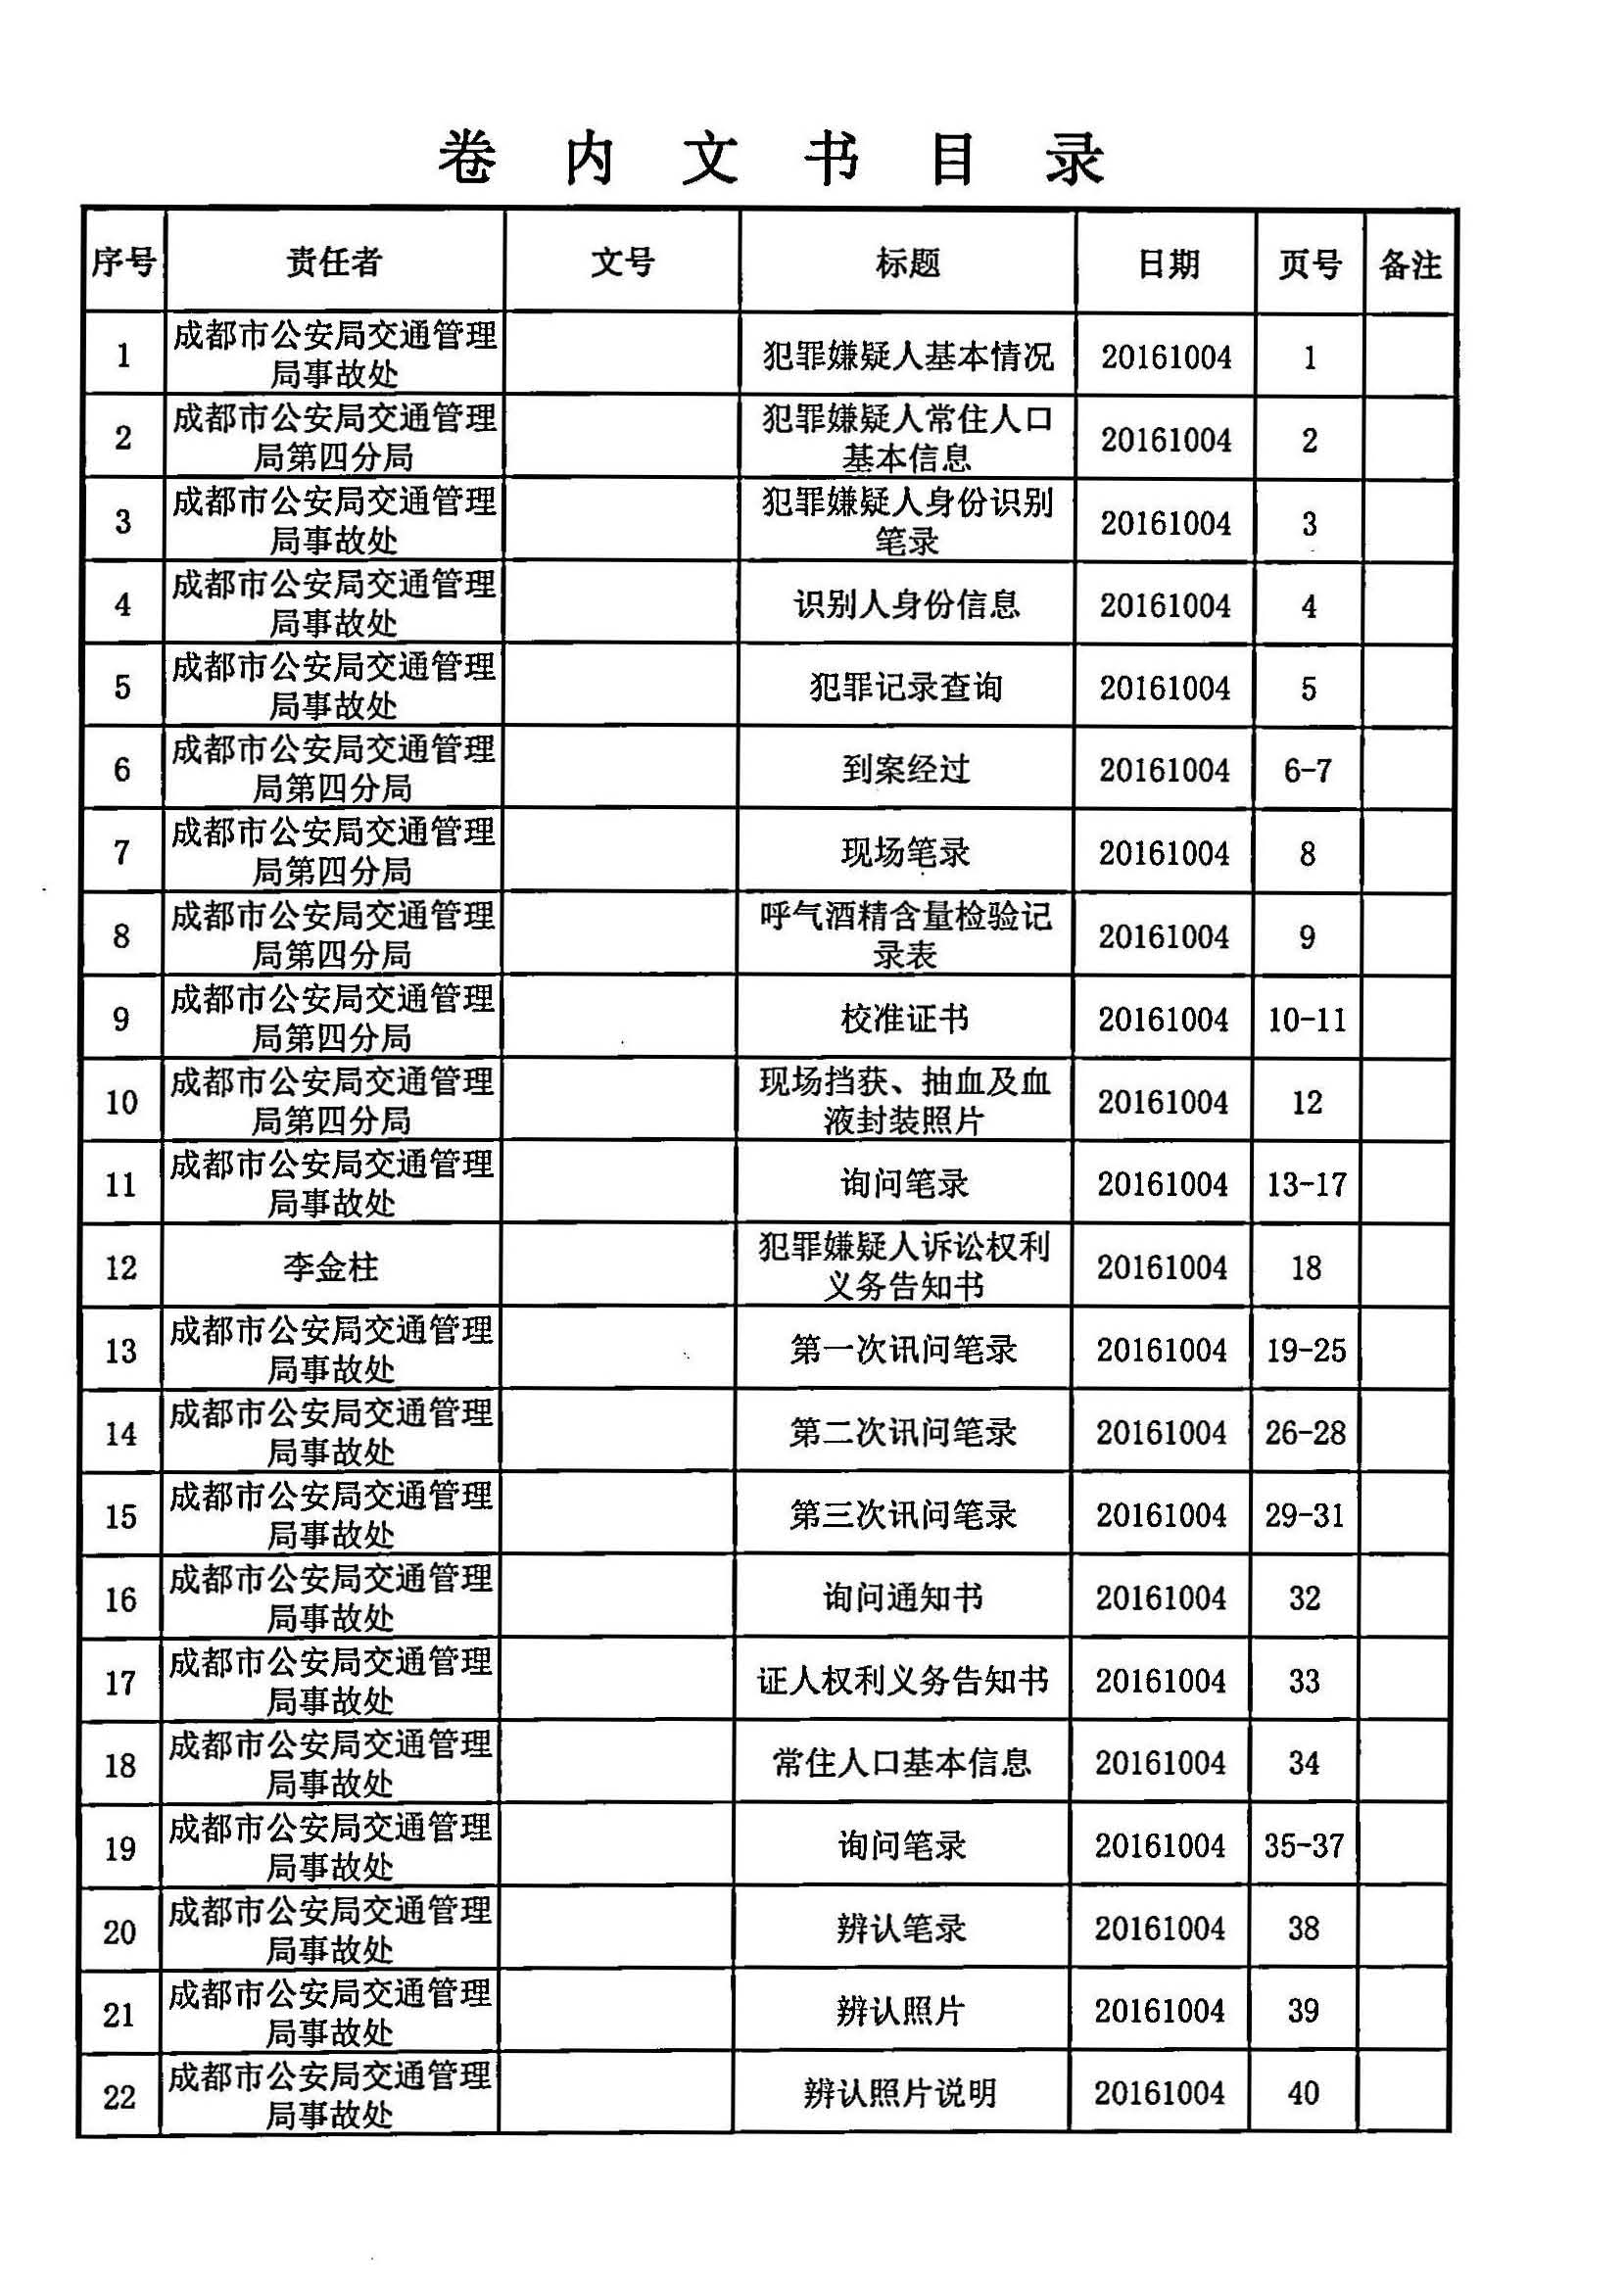 卷内文书目录
序号 责任者 文号 标题 日期 页号 备注
1 成都市公安局交通管理局事故处 犯罪嫌疑人基本情况 20161004 1
2 成都市公安局交通管理局第四分局 犯罪嫌疑人常住人口基本信息 20161004 2
3 成都市公安局交通管理局事故处 犯罪嫌疑人身份识别笔录 20161004 3
4 成都市公安局交通管理局事故处 识别人身份信息 20161004 4
5 成都市公安局交通管理局事故处 犯罪记录查询 20161004 5
6 成都市公安局交通管理局第四分局 到案经过 20161004 6-7
7 成都市公安局交通管理局第四分局 现场笔录 20161004 8
8 成都市公安局交通管理局第四分局 呼气酒精含量检验记录表 20161004 9
9 成都市公安局交通管理局第四分局 校准证书 20161004 10-11
10 成都市公安局交通管理局第四分局 现场挡获、抽血及血液封装照片 20161004 12
11 成都市公安局交通管理局事故处 询问笔录 20161004 13-17
12 李金柱 犯罪嫌疑人诉讼权利义务告知书 20161004 18
13 成都市公安局交通管理局事故处 第一次讯问笔录 20161004 19-25
14 成都市公安局交通管理局事故处 第二次讯问笔录 20161004 26-28
15 成都市公安局交通管理局事故处 第三次讯问笔录 20161004 29-31
16 成都市公安局交通管理局事故处 询问通知书 20161004 32
17 成都市公安局交通管理局事故处 证人权利义务告知书 20161004 33
18 成都市公安局交通管理局事故处 常住人口基本信息 20161004 34
19 成都市公安局交通管理局事故处 询问笔录 20161004 35-37
20 成都市公安局交通管理局事故处 辨认笔录 20161004 38
21 成都市公安局交通管理局事故处 辨认照片 20161004 39
22 成都市公安局交通管理局事故处 辨认照片说明 20161004 40